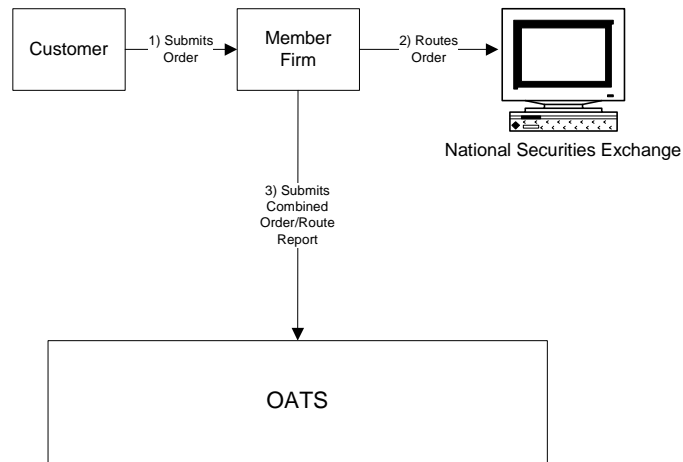 Customer
1) Submits
Order
Member
Firm
2) Routes
Order
National Securities Exchange
3) Submits
Combined
Order/Route
Report
OATS